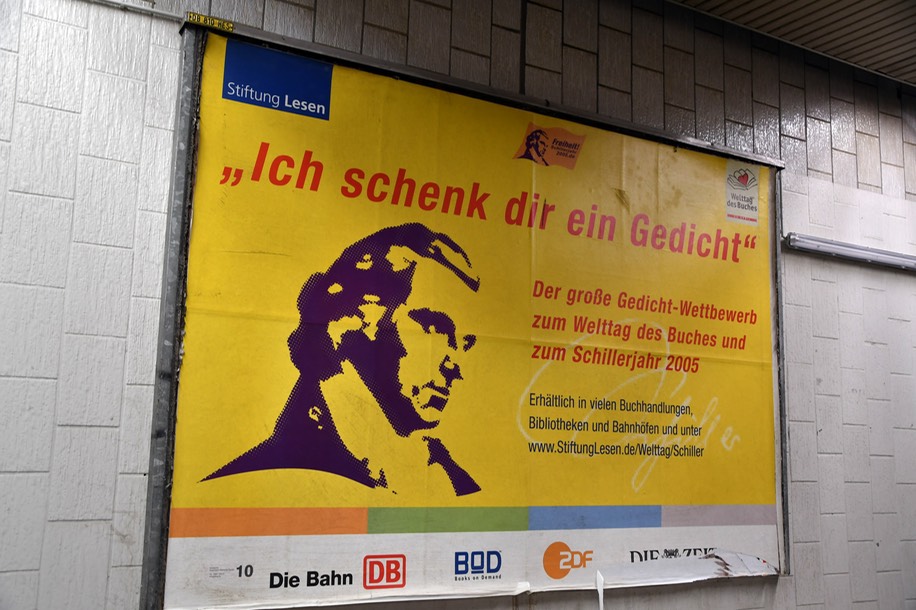 Stiftung Lesen
Freiheit!
Welttag
des Buches
„Ich schenk dir ein Gedicht“
Der große Gedicht-Wettbewerb
zum Welttag des Buches und
zum Schillerjahr 2005
Erhältlich in vielen Buchhandlungen,
Bibliotheken und Bahnhöfen und unter
www.StiftungLesen.de/Welttag/Schiller
10
Die Bahn DB
BOD
Books on Demand
ZDF
DIE ZEIT